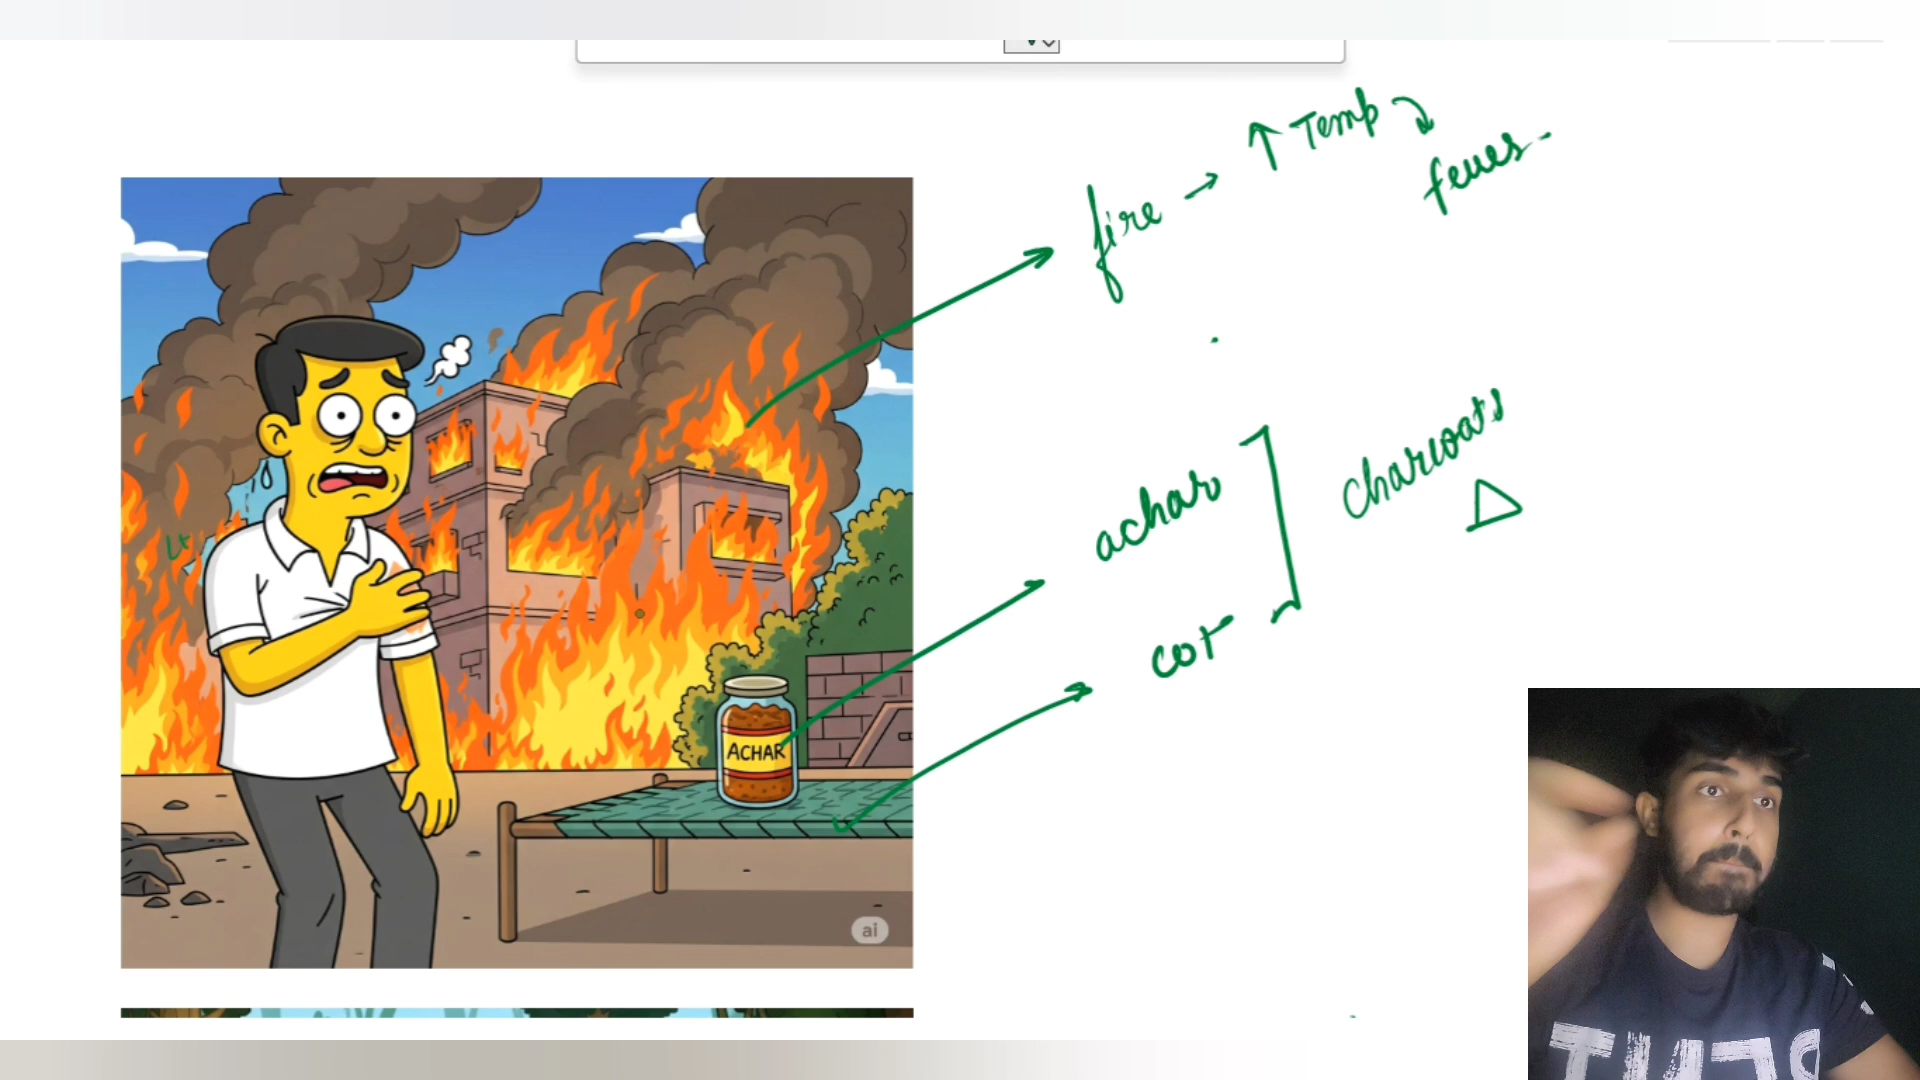 ↑ Temp
fire →
fever
achar
charcoats
Δ
cot
ACHAR
ai